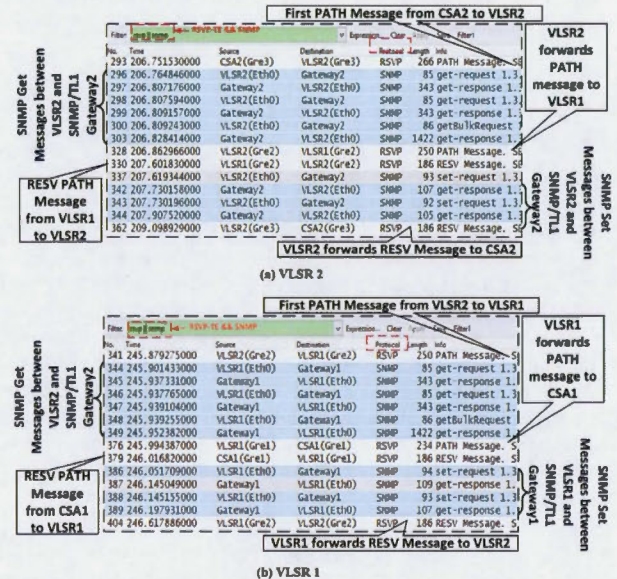 First PATH Message from CSA2 to VLSR2
Filter: rsvp || snmp RSVP-TE && SNMP Expression... Clear Apply Save Filter1
No. Time Source Destination Protocol Length Info
293 206.751530000 CSA2(Gre3) VLSR2(Gre3) RSVP 266 PATH Message. SE
296 206.764846000 VLSR2(Eth0) Gateway2 SNMP 85 get-request 1.3
297 206.807176000 Gateway2 VLSR2(Eth0) SNMP 343 get-response 1.
298 206.807594000 VLSR2(Eth0) Gateway2 SNMP 85 get-request 1.3
299 206.809157000 Gateway2 VLSR2(Eth0) SNMP 343 get-response 1.
300 206.809243000 VLSR2(Eth0) Gateway2 SNMP 86 getBulkRequest
303 206.828414000 Gateway2 VLSR2(Eth0) SNMP 1422 get-response 1.
328 206.862966000 VLSR2(Gre2) VLSR1(Gre2) RSVP 250 PATH Message. SE
330 207.601830000 VLSR1(Gre2) VLSR2(Gre2) RSVP 186 RESV Message. SE
337 207.619344000 VLSR2(Eth0) Gateway2 SNMP 93 set-request 1.3
342 207.730158000 Gateway2 VLSR2(Eth0) SNMP 107 get-response 1.
343 207.730196000 VLSR2(Eth0) Gateway2 SNMP 92 set-request 1.3
344 207.907520000 Gateway2 VLSR2(Eth0) SNMP 105 get-response 1.
362 209.098929000 VLSR2(Gre3) CSA2(Gre3) RSVP 186 RESV Message. SE
SNMP Get
Messages between
VLSR2 and
SNMP/TL1
Gateway2
VLSR2
forwards
PATH
message to
VLSR1
RESV PATH
Message
from VLSR1
to VLSR2
SNMP Set
Messages between
VLSR2 and
SNMP/TL1
Gateway2
VLSR2 forwards RESV Message to CSA2
(a) VLSR 2
First PATH Message from VLSR2 to VLSR1
Filter: rsvp || snmp RSVP-TE && SNMP Expression... Clear Apply Save Filter1
No. Time Source Destination Protocol Length Info
341 245.879275000 VLSR2(Gre2) VLSR1(Gre2) RSVP 250 PATH Message. S
344 245.901433000 VLSR1(Eth0) Gateway1 SNMP 85 get-request 1.3
345 245.937331000 Gateway1 VLSR1(Eth0) SNMP 343 get-response 1.
346 245.937765000 VLSR1(Eth0) Gateway1 SNMP 85 get-request 1.3
347 245.939104000 Gateway1 VLSR1(Eth0) SNMP 343 get-response 1.
348 245.939255000 VLSR1(Eth0) Gateway1 SNMP 86 getBulkRequest
349 245.952382000 Gateway1 VLSR1(Eth0) SNMP 1422 get-response 1.
376 245.994387000 VLSR1(Gre1) CSA1(Gre1) RSVP 234 PATH Message. S
379 246.016820000 CSA1(Gre1) VLSR1(Gre1) RSVP 186 RESV Message. S
386 246.051709000 VLSR1(Eth0) Gateway1 SNMP 94 set-request 1.3
387 246.145049000 Gateway1 VLSR1(Eth0) SNMP 109 get-response 1.
388 246.145155000 VLSR1(Eth0) Gateway1 SNMP 93 set-request 1.3
389 246.197931000 Gateway1 VLSR1(Eth0) SNMP 107 get-response 1.
404 246.617886000 VLSR1(Gre2) VLSR2(Gre2) RSVP 186 RESV Message. S
SNMP Get
Messages between
VLSR2 and
SNMP/TL1
Gateway2
VLSR1
forwards
PATH
message to
CSA1
RESV PATH
Message
from CSA1
to VLSR1
SNMP Set
Messages between
VLSR1 and
SNMP/TL1
Gateway1
VLSR1 forwards RESV Message to VLSR2
(b) VLSR 1